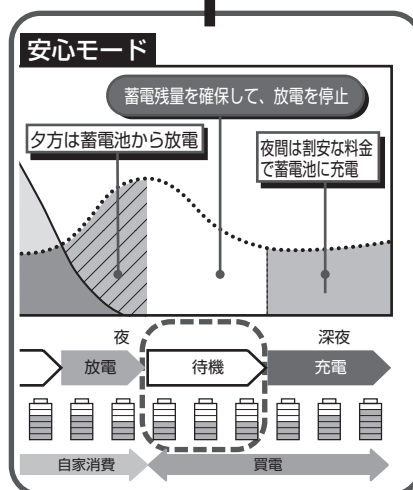 安心モード
蓄電残量を確保して、放電を停止
夕方は蓄電池から放電
夜間は割安な料金
で蓄電池に充電
夜
深夜
放電
待機
充電
自家消費
買電